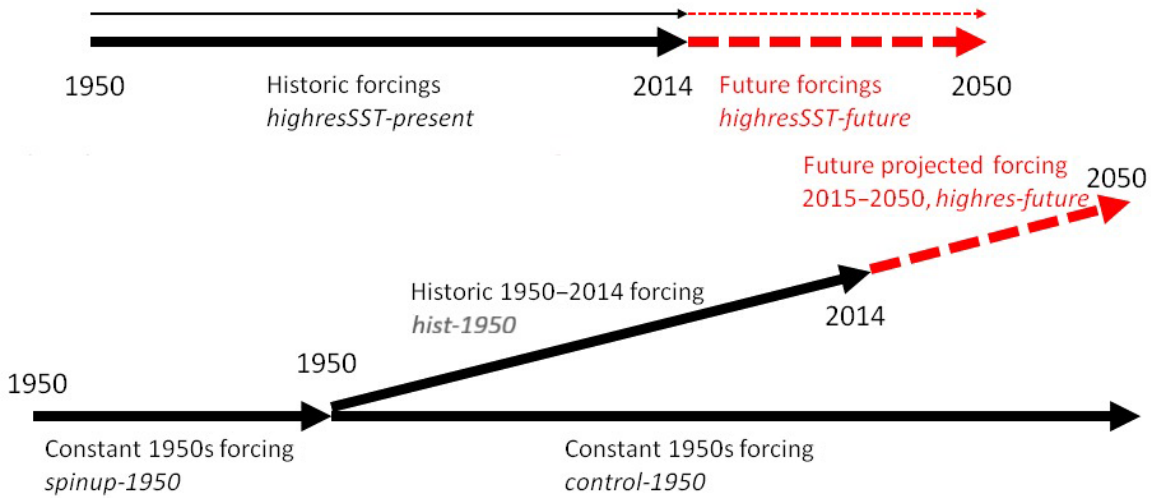 1950
Historic forcings
highresSST-present
2014
Future forcings
highresSST-future
2050
Future projected forcing
2015–2050, highres-future
2050
Historic 1950–2014 forcing
hist-1950
2014
1950
1950
Constant 1950s forcing
spinup-1950
Constant 1950s forcing
control-1950